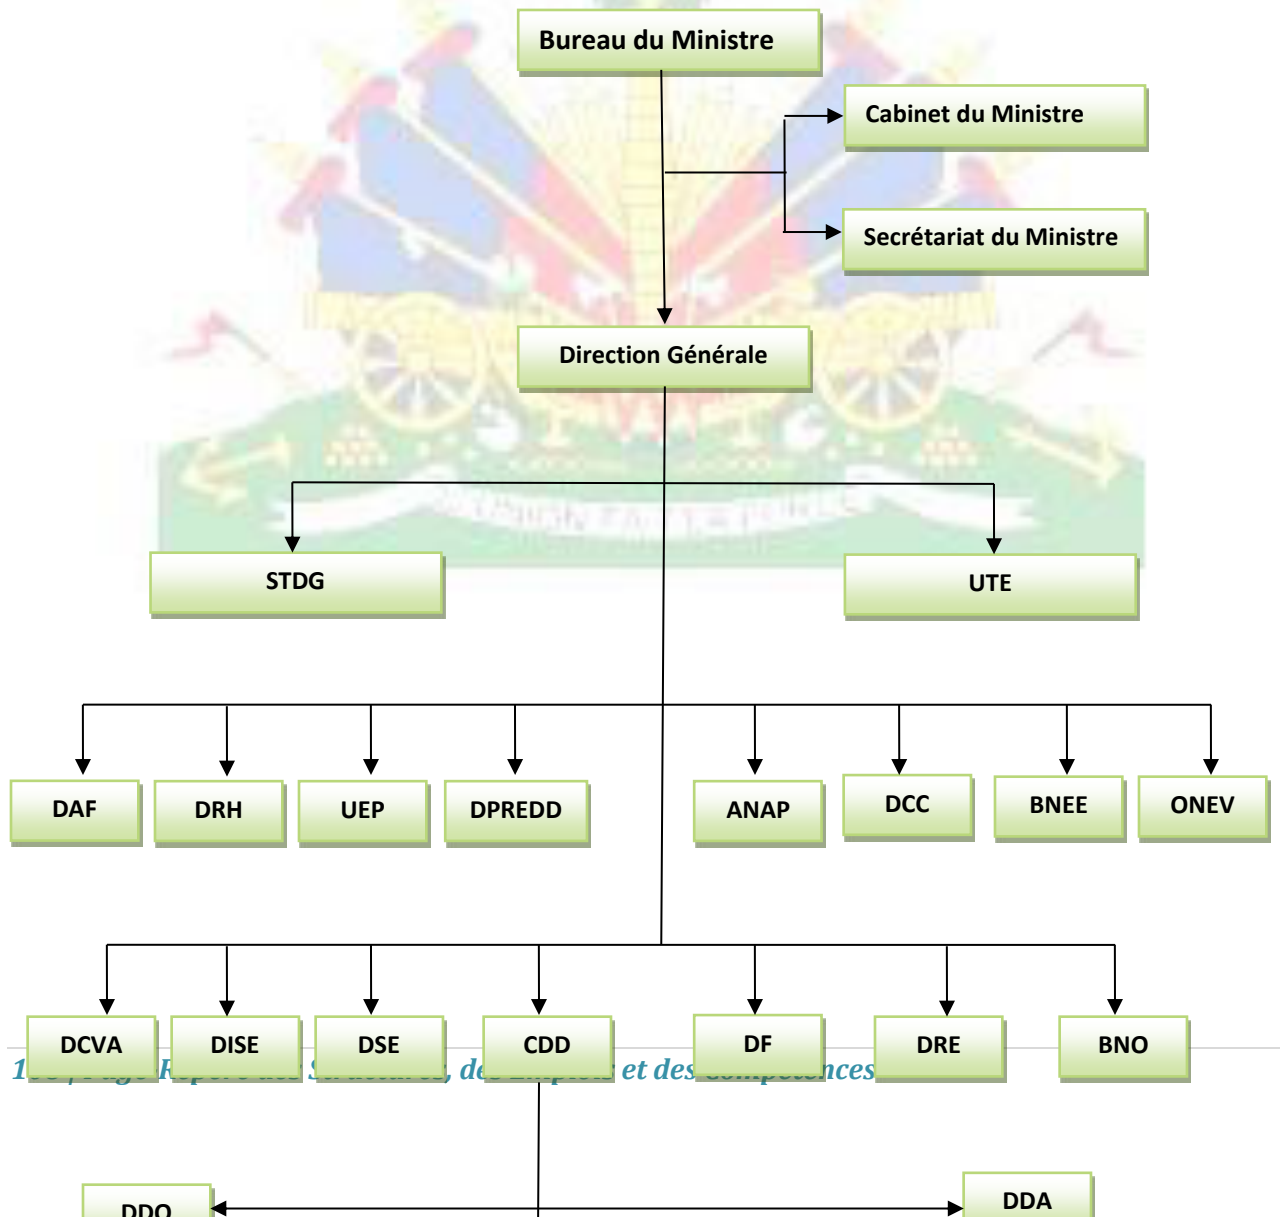 Bureau du Ministre
Cabinet du Ministre
Secrétariat du Ministre
Direction Générale
STDG
UTE
DAF
DRH
UEP
DPREDD
ANAP
DCC
BNEE
ONEV
DCVA
DISE
DSE
CDD
DF
DRE
BNO
et des
DDA